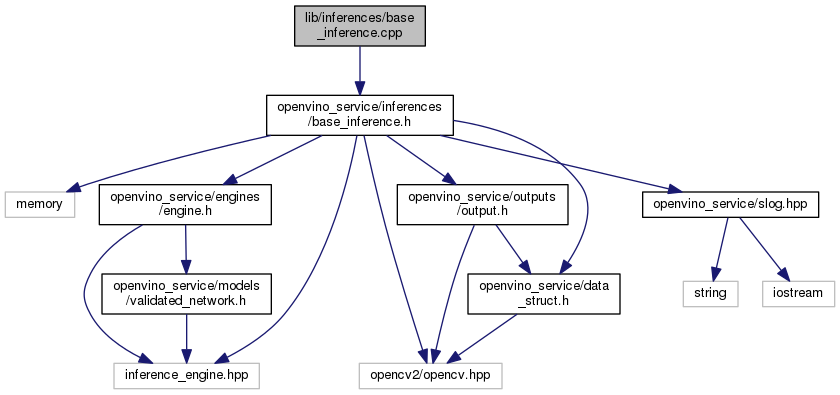 lib/inferences/base
_inference.cpp
openvino_service/inferences
/base_inference.h
memory
openvino_service/engines
/engine.h
openvino_service/outputs
/output.h
openvino_service/slog.hpp
openvino_service/models
/validated_network.h
openvino_service/data
_struct.h
string
iostream
inference_engine.hpp
opencv2/opencv.hpp